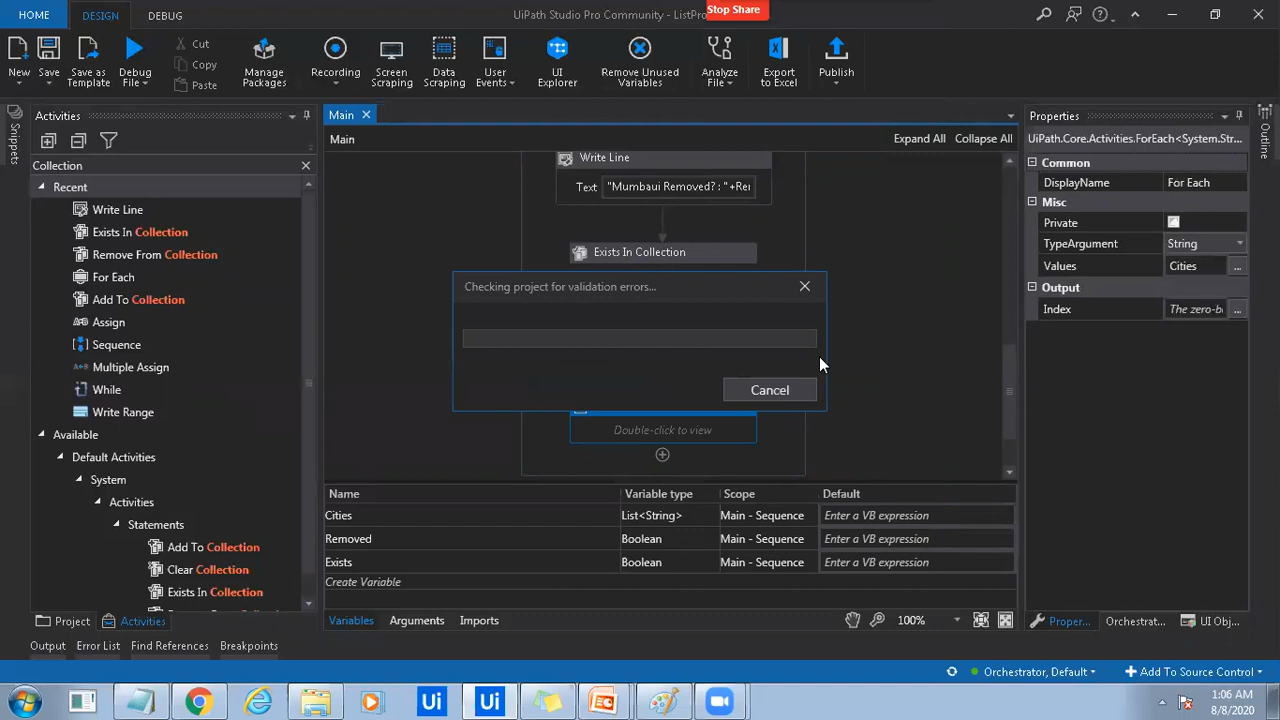 HOME
DESIGN
DEBUG
UiPath Studio Pro Community - ListPro
Stop Share
New
Save
Save as Template
Debug File
Cut
Copy
Paste
Manage Packages
Recording
Screen Scraping
Data Scraping
User Events
UI Explorer
Remove Unused Variables
Analyze File
Export to Excel
Publish
Snippets
Activities
Collection
Recent
Write Line
Exists In Collection
Remove From Collection
For Each
Add To Collection
Assign
Sequence
Multiple Assign
While
Write Range
Available
Default Activities
System
Activities
Statements
Add To Collection
Clear Collection
Exists In Collection
Project
Activities
Main
Main
Expand All
Collapse All
Write Line
Text "Mumbaui Removed? : "+Rei
Exists In Collection
Checking project for validation errors...
Cancel
Double-click to view
Name Variable type Scope Default
Cities List<String> Main - Sequence Enter a VB expression
Removed Boolean Main - Sequence Enter a VB expression
Exists Boolean Main - Sequence Enter a VB expression
Create Variable
Variables Arguments Imports
100%
Properties
UiPath.Core.Activities.ForEach<System.Str...
Common
DisplayName For Each
Misc
Private
TypeArgument String
Values Cities ...
Output
Index The zero-b ...
Outline
Proper...
Orchestrat...
UI Obj...
Output Error List Find References Breakpoints
Orchestrator, Default
Add To Source Control
Ui
Ui
1:06 AM
8/8/2020